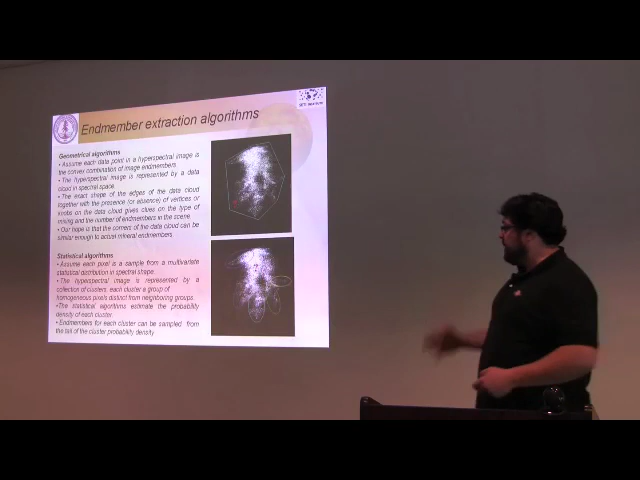 Endmember extraction algorithms
SETI Institute
Geometrical algorithms
• Assume each data point in a hyperspectral image is
the convex combination of image endmembers
• The hyperspectral image is represented by a data
cloud in spectral space
• The exact shape of the edges of the data cloud
together with the presence (or absence) of vertices or
knobs on the data cloud gives clues on the type of
mixing and the number of endmembers in the scene
• Our hope is that the corners of the data cloud can be
similar enough to actual mineral endmembers
Statistical algorithms
• Assume each pixel is a sample from a multivariate
statistical distribution in spectral shape
• The hyperspectral image is represented by a
collection of clusters, each cluster a group of
homogeneous pixels distinct from neighboring groups
• The statistical algorithms estimate the probability
density of each cluster
• Endmembers for each cluster can be sampled from
the tail of the cluster probability density